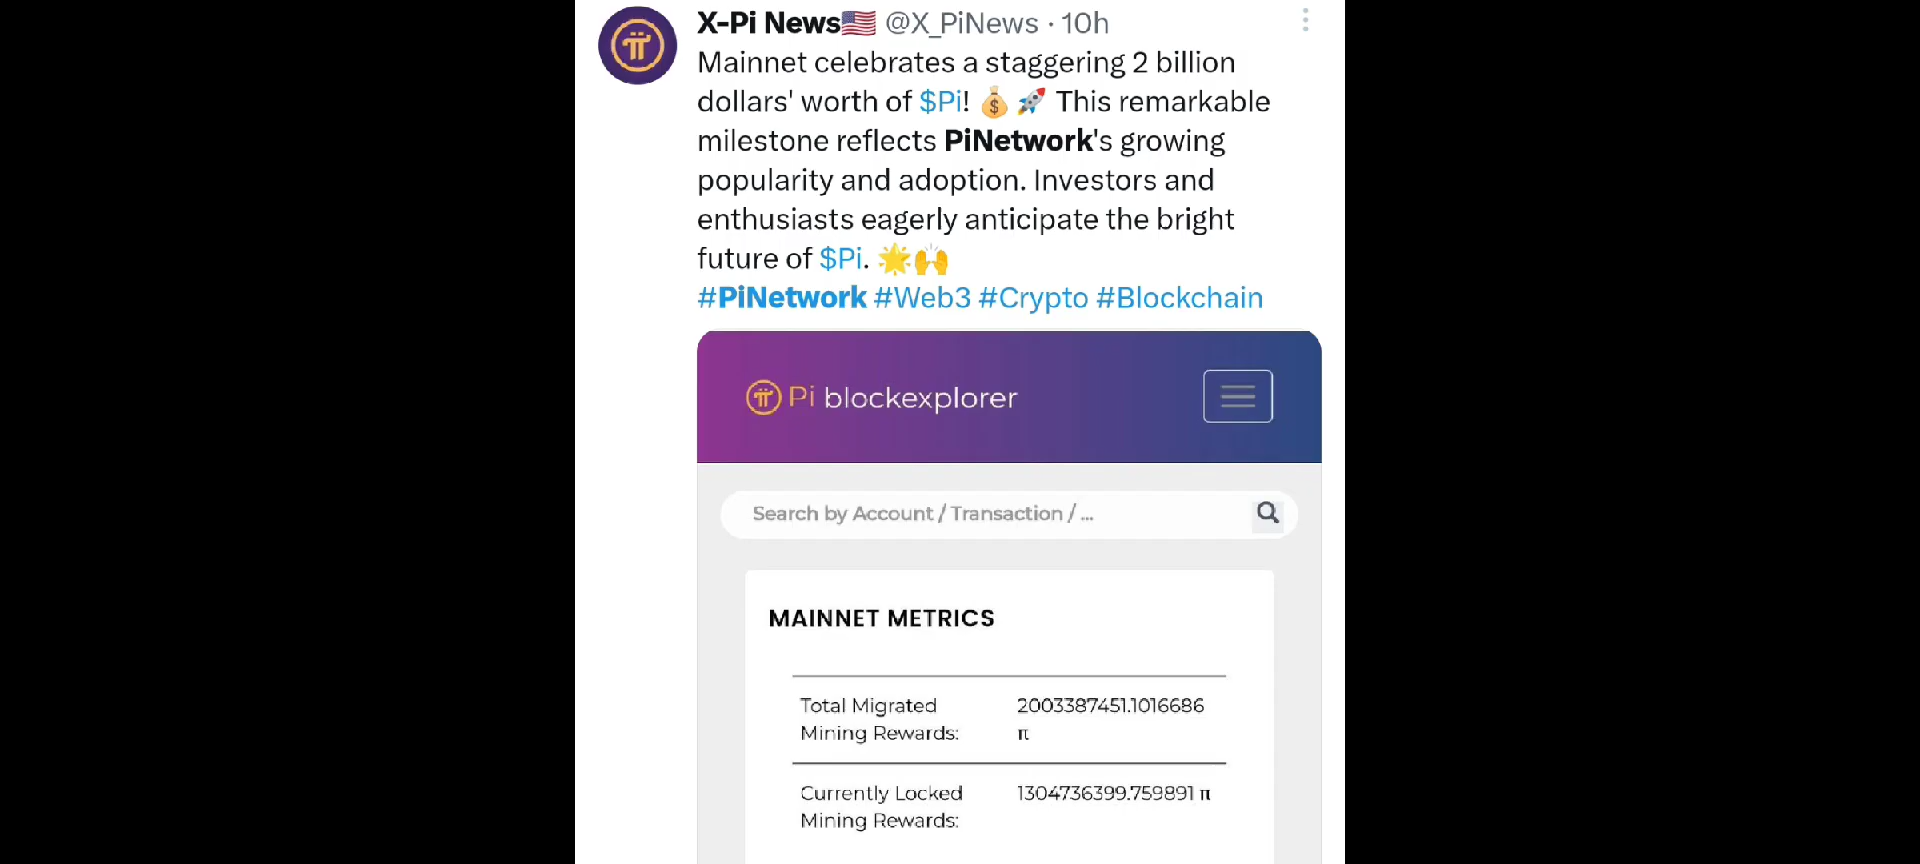 X-Pi News🇺🇸 @X_PiNews · 10h
Mainnet celebrates a staggering 2 billion
dollars' worth of $Pi! 💰🚀 This remarkable
milestone reflects PiNetwork's growing
popularity and adoption. Investors and
enthusiasts eagerly anticipate the bright
future of $Pi. 🌟🙌
#PiNetwork #Web3 #Crypto #Blockchain
Pi blockexplorer
Search by Account / Transaction / ...
MAINNET METRICS
Total Migrated 2003387451.1016686
Mining Rewards: π
Currently Locked 1304736399.759891 π
Mining Rewards: